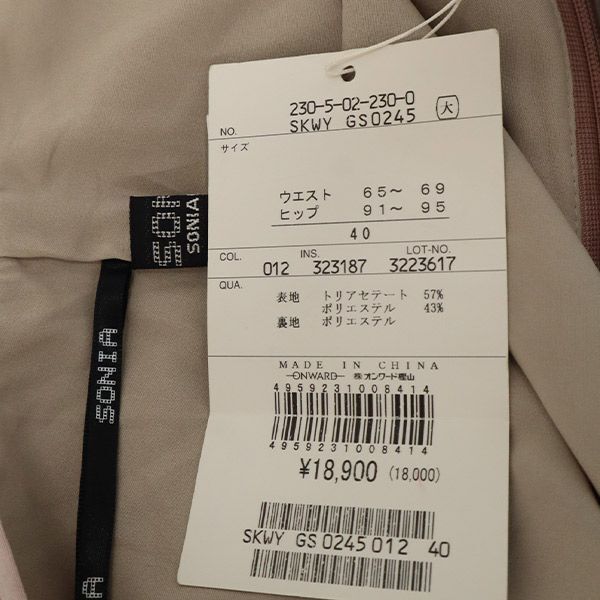 230-5-02-230-0
NO. SKWY GS0245 大
サイズ
ウエスト 65〜 69
ヒップ 91〜 95
40
COL. INS. LOT-NO.
012 323187 3223617
QUA.
表地 トリアセテート 57%
ポリエステル 43%
裏地 ポリエステル
MADE IN CHINA
ONWARD ㈱オンワード樫山
4959231008414
4959231008414
¥18,900 (18,000)
SKWY GS0245 012 40
SONIA
SONIA